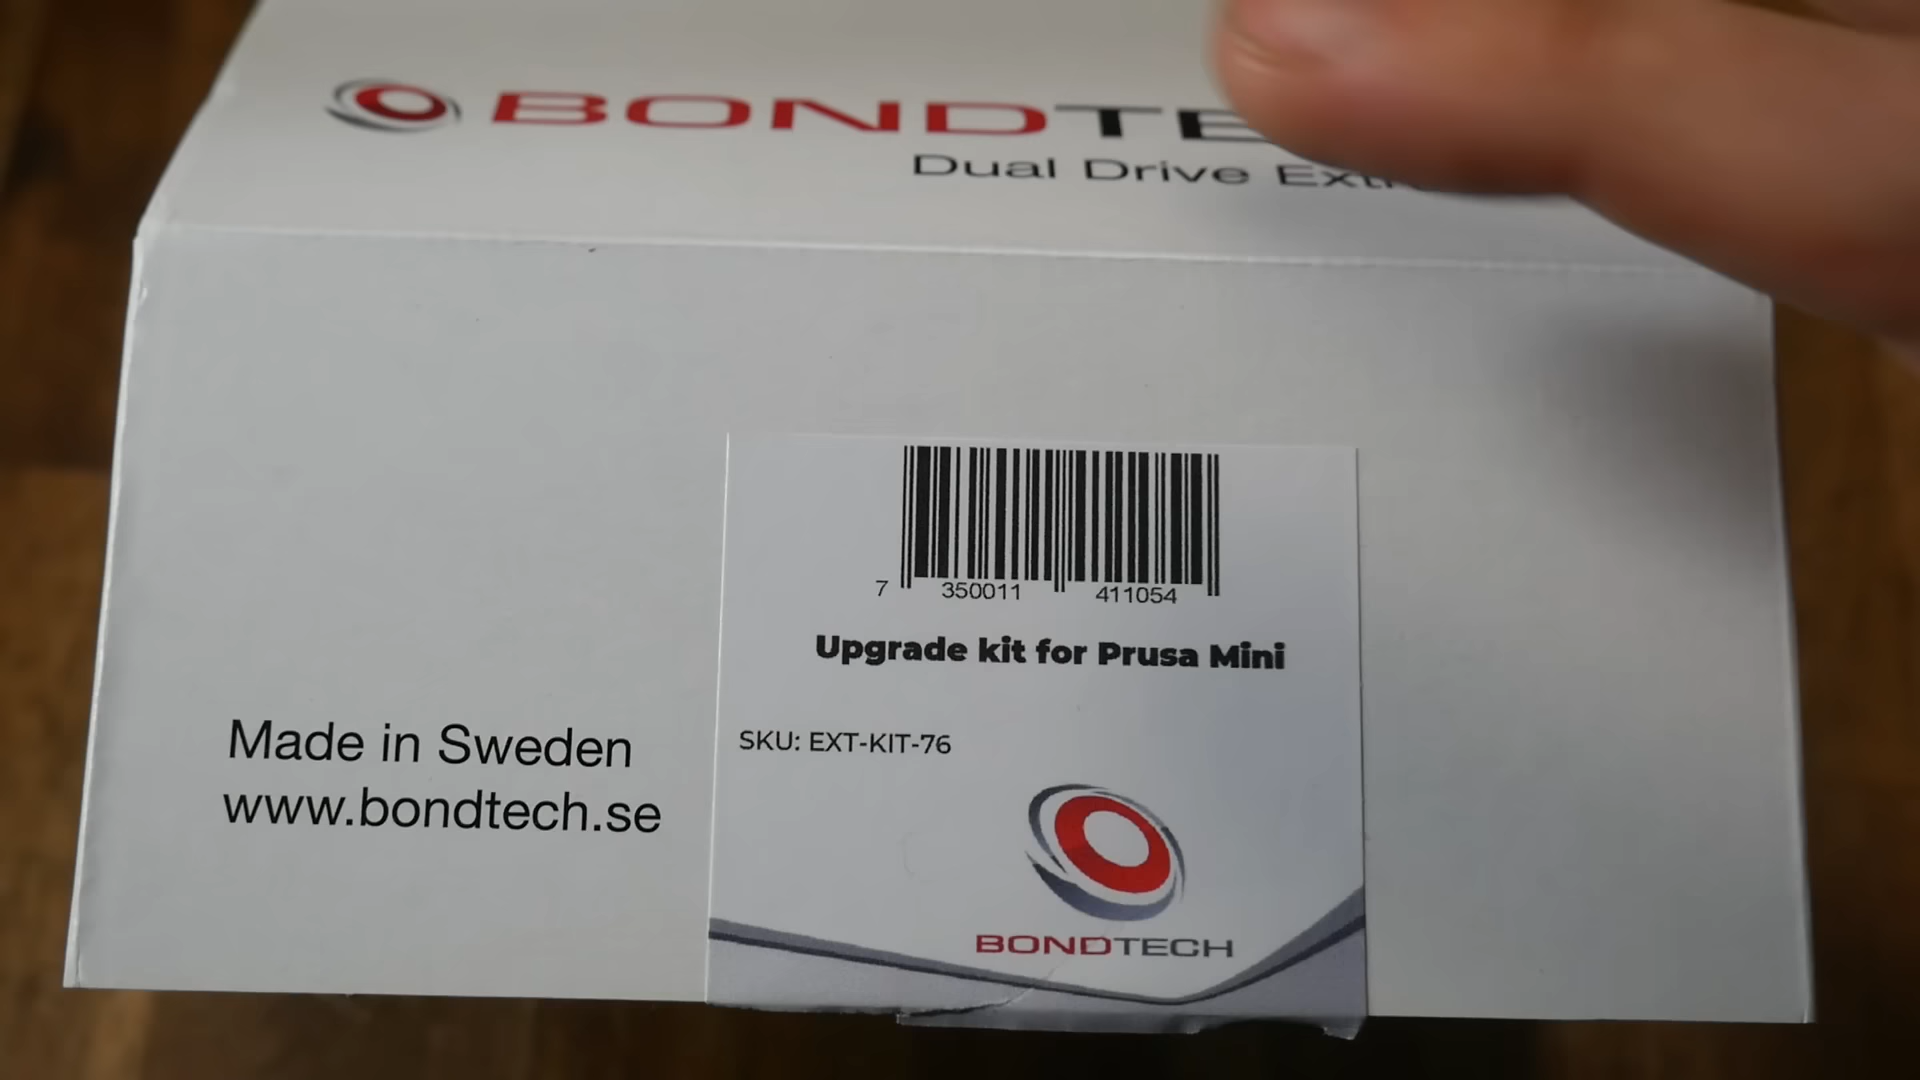 BONDTE
Dual Drive
7 350011 411054
Upgrade kit for Prusa Mini
SKU: EXT-KIT-76
Made in Sweden
www.bondtech.se
BONDTECH